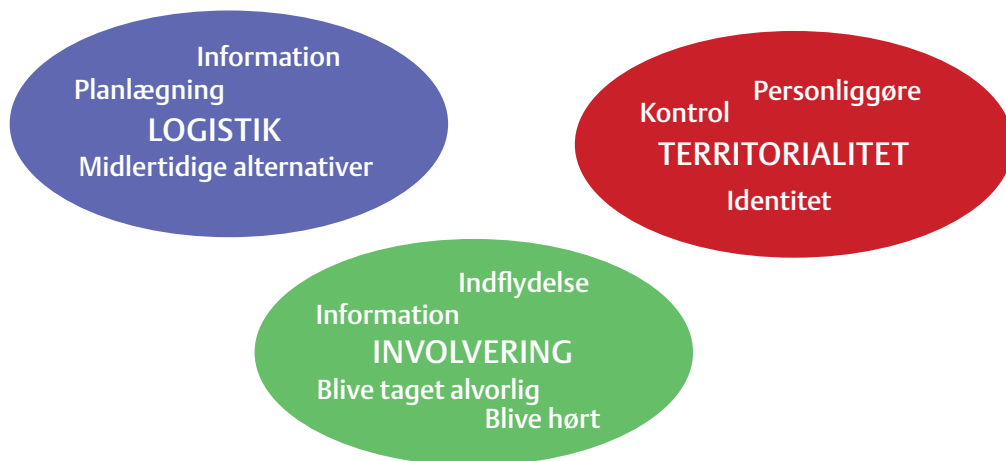 Information
Planlægning
LOGISTIK
Midlertidige alternativer
Personliggøre
Kontrol
TERRITORIALITET
Identitet
Indflydelse
Information
INVOLVERING
Blive taget alvorlig
Blive hørt